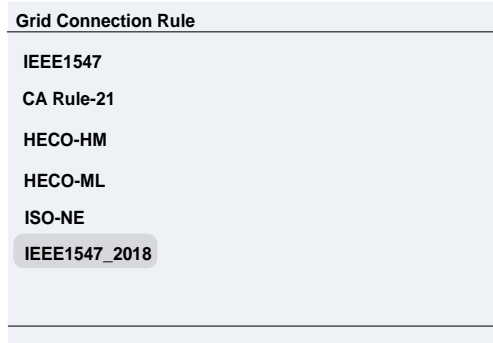 Grid Connection Rule
IEEE1547
CA Rule-21
HECO-HM
HECO-ML
ISO-NE
IEEE1547_2018